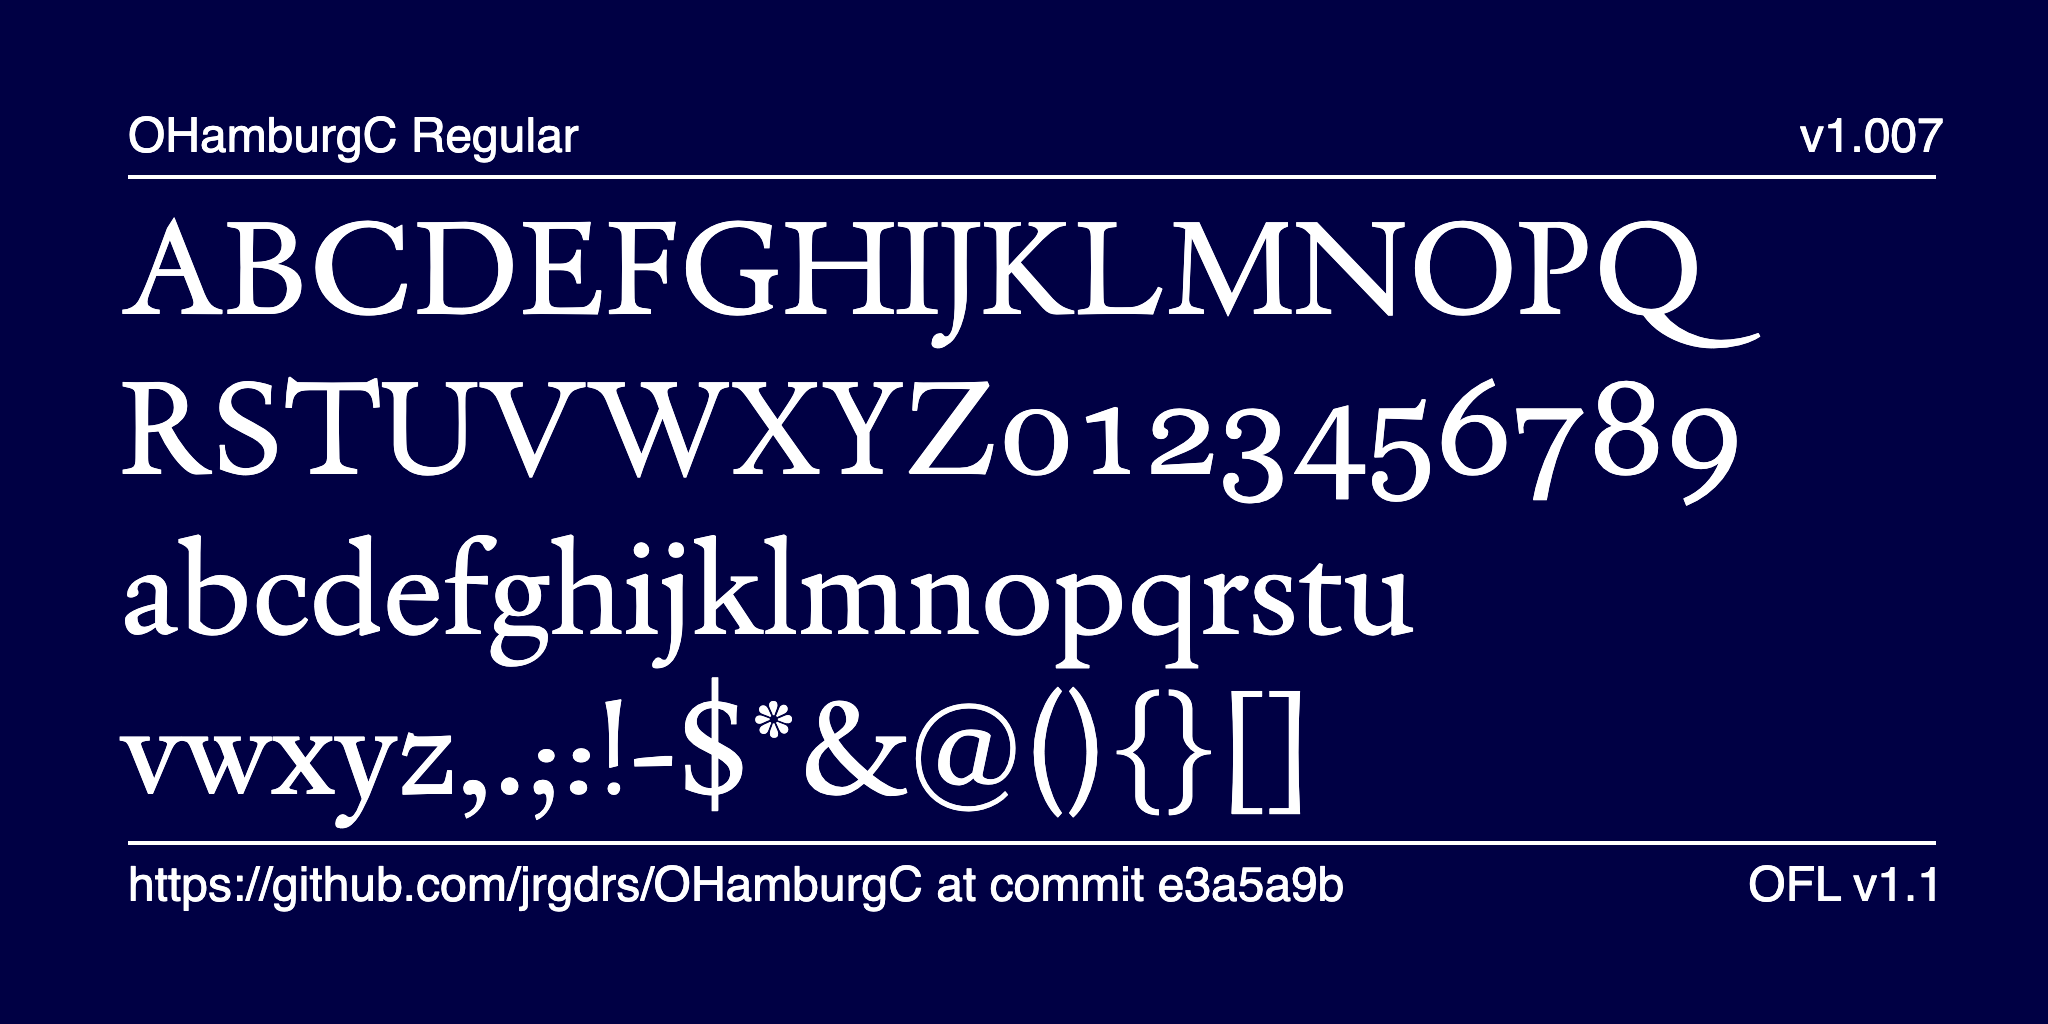 OHamburgC Regular
v1.007
ABCDEFGHIJKLMNOPQ
RSTUVWXYZ0123456789
abcdefghijklmnopqrstu
vwxyz,.;:!-$*&@(){}[]
https://github.com/jrgdrs/OHamburgC at commit e3a5a9b
OFL v1.1